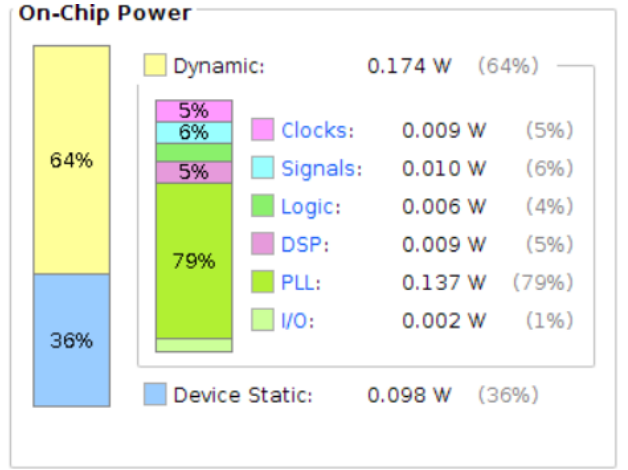 On-Chip Power
64%
36%
Dynamic: 0.174 W (64%)
5%
6%
5%
79%
Clocks: 0.009 W (5%)
Signals: 0.010 W (6%)
Logic: 0.006 W (4%)
DSP: 0.009 W (5%)
PLL: 0.137 W (79%)
I/O: 0.002 W (1%)
Device Static: 0.098 W (36%)